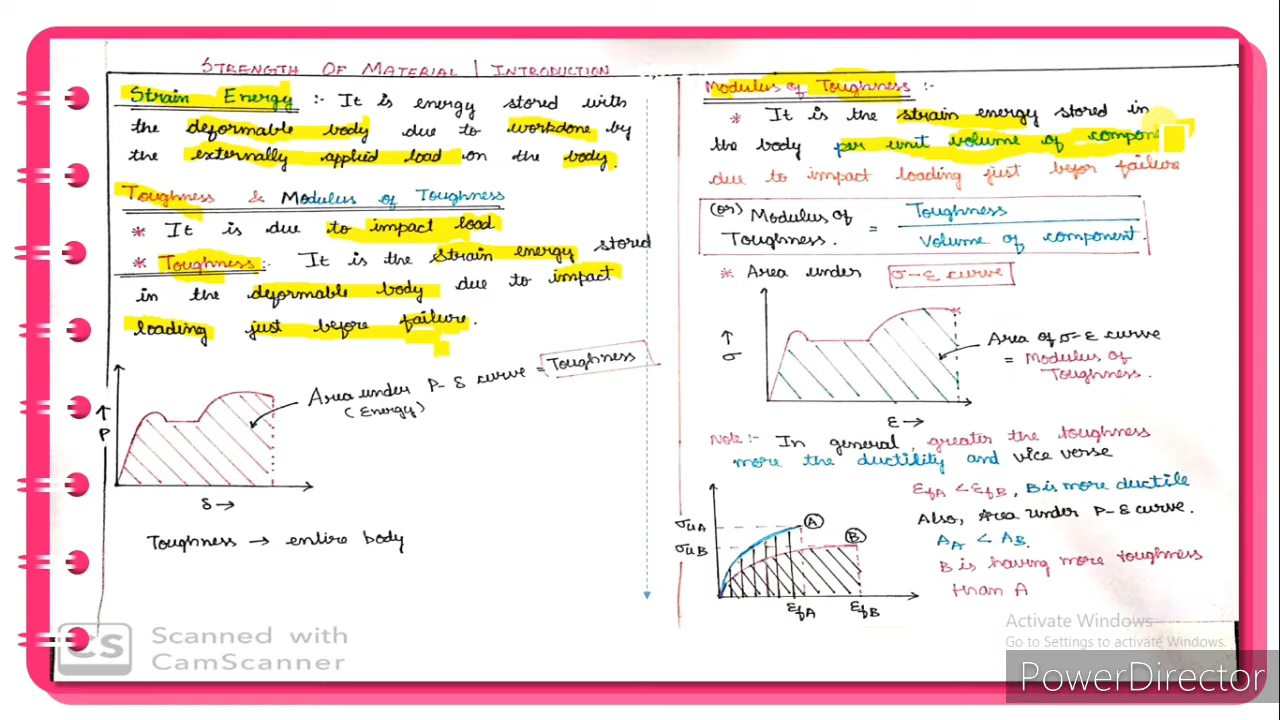 STRENGTH OF MATERIAL | INTRODUCTION
Strain Energy :- It is energy stored with
the deformable body due to workdone by
the externally applied load on the body.
Toughness & Modulus of Toughness
* It is due to impact load
* Toughness :- It is the strain energy stored
in the deformable body due to impact
loading just before failure.
Area under P-δ curve = Toughness
(Energy)
↑
P
δ →
Toughness → entire body
Modulus of Toughness :-
* It is the strain energy stored in
the body per unit volume of compone
due to impact loading just befor failure
(or) Modulus of Toughness. = Toughness
Volume of component.
* Area under σ-ε curve
↑
σ
Area of σ-ε curve
= Modulus of
Toughness.
ε →
Note :- In general, greater the toughness
more the ductility and vice verse
εfA < εfB, B is more ductile
Also, Area under P-δ curve.
AA < AB.
B is having more toughness
than A
σuA
σuB
A
B
εfA
εfB
CS Scanned with
CamScanner
Activate Windows
Go to Settings to activate Windows.
PowerDirector